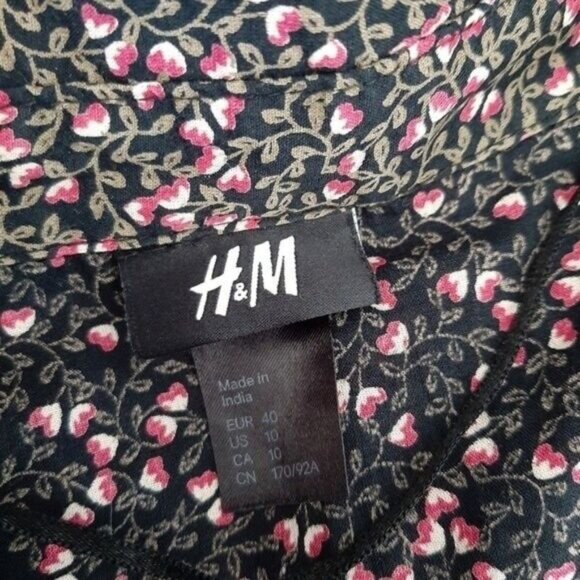 H&M
Made in
India
EUR 40
US 10
CA 10
CN 170/92A